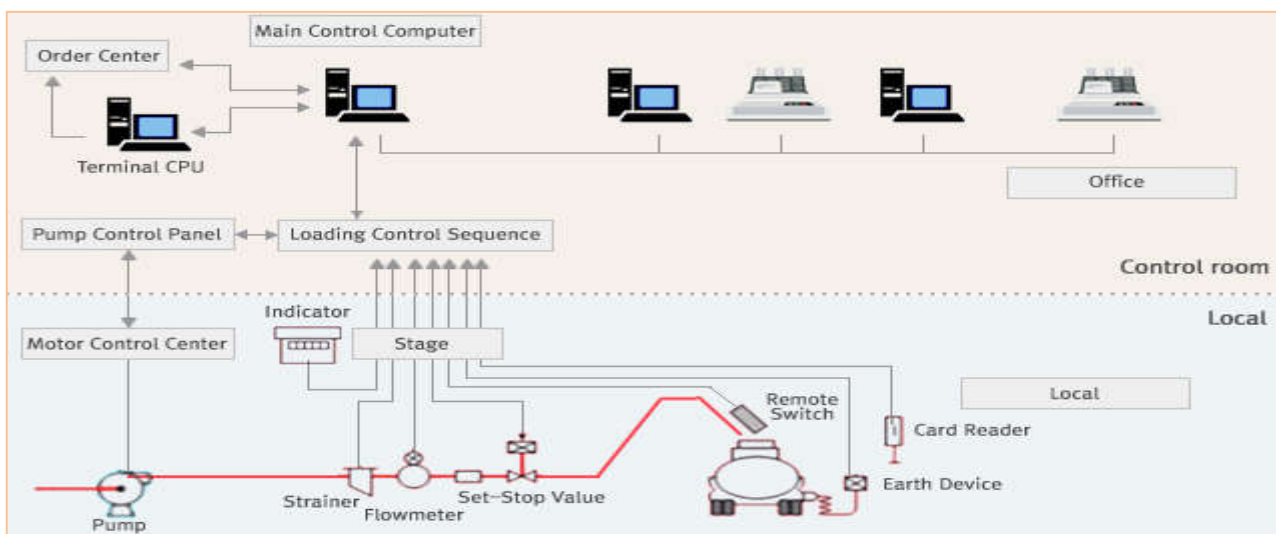 Main Control Computer
Order Center
Terminal CPU
Office
Pump Control Panel
Loading Control Sequence
Control room
Local
Indicator
Motor Control Center
Stage
Local
Remote
Switch
Card Reader
Strainer
Set-Stop Value
Earth Device
Flowmeter
Pump